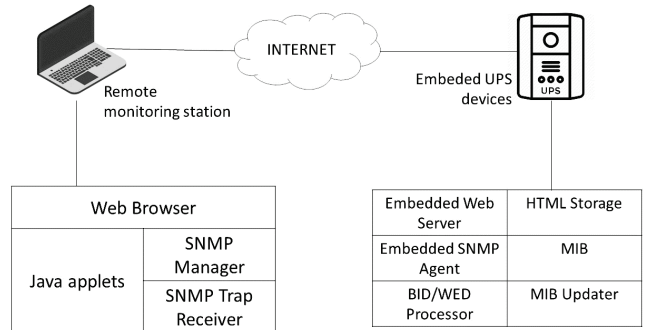 INTERNET
Remote
monitoring station
Embeded UPS
devices
UPS
Web Browser
Java applets
SNMP
Manager
SNMP Trap
Receiver
Embedded Web
Server
HTML Storage
Embedded SNMP
Agent
MIB
BID/WED
Processor
MIB Updater